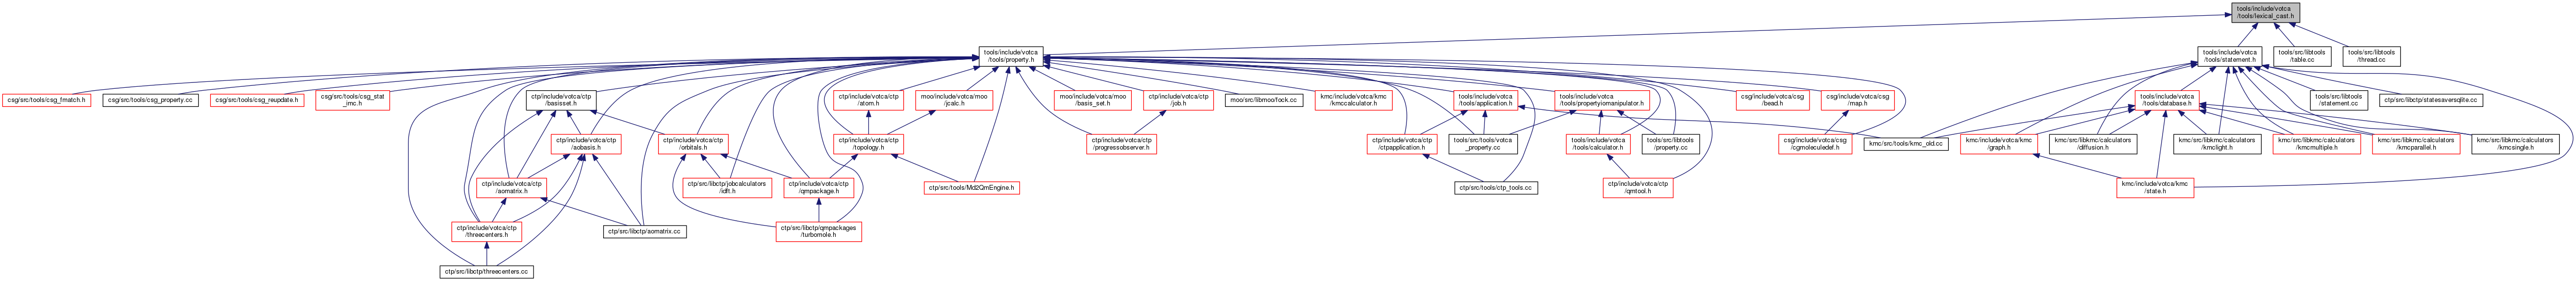 tools/include/votca
/tools/lexical_cast.h
tools/include/votca
/tools/property.h
tools/include/votca
/tools/statement.h
tools/src/libtools
/table.cc
tools/src/libtools
/thread.cc
csg/src/tools/csg_fmatch.h
csg/src/tools/csg_property.cc
csg/src/tools/csg_reupdate.h
csg/src/tools/csg_stat
_imc.h
ctp/include/votca/ctp
/basisset.h
ctp/include/votca/ctp
/atom.h
moo/include/votca/moo
/jcalc.h
moo/include/votca/moo
/basis_set.h
ctp/include/votca/ctp
/job.h
moo/src/libmoo/fock.cc
kmc/include/votca/kmc
/kmccalculator.h
tools/include/votca
/tools/application.h
tools/include/votca
/tools/propertyiomanipulator.h
csg/include/votca/csg
/bead.h
csg/include/votca/csg
/map.h
tools/include/votca
/tools/database.h
tools/src/libtools
/statement.cc
ctp/src/libctp/statesaversqlite.cc
ctp/include/votca/ctp
/aobasis.h
ctp/include/votca/ctp
/orbitals.h
ctp/include/votca/ctp
/topology.h
ctp/include/votca/ctp
/progressobserver.h
ctp/include/votca/ctp
/ctpapplication.h
tools/src/tools/votca
_property.cc
tools/include/votca
/tools/calculator.h
tools/src/libtools
/property.cc
csg/include/votca/csg
/cgmoleculedef.h
kmc/src/tools/kmc_old.cc
kmc/include/votca/kmc
/graph.h
kmc/src/libkmc/calculators
/diffusion.h
kmc/src/libkmc/calculators
/kmclight.h
kmc/src/libkmc/calculators
/kmcmultiple.h
kmc/src/libkmc/calculators
/kmcparallel.h
kmc/src/libkmc/calculators
/kmcsingle.h
ctp/include/votca/ctp
/aomatrix.h
ctp/src/libctp/jobcalculators
/idft.h
ctp/include/votca/ctp
/qmpackage.h
ctp/src/tools/Md2QmEngine.h
ctp/src/tools/ctp_tools.cc
ctp/include/votca/ctp
/qmtool.h
kmc/include/votca/kmc
/state.h
ctp/include/votca/ctp
/threecenters.h
ctp/src/libctp/aomatrix.cc
ctp/src/libctp/qmpackages
/turbomole.h
ctp/src/libctp/threecenters.cc